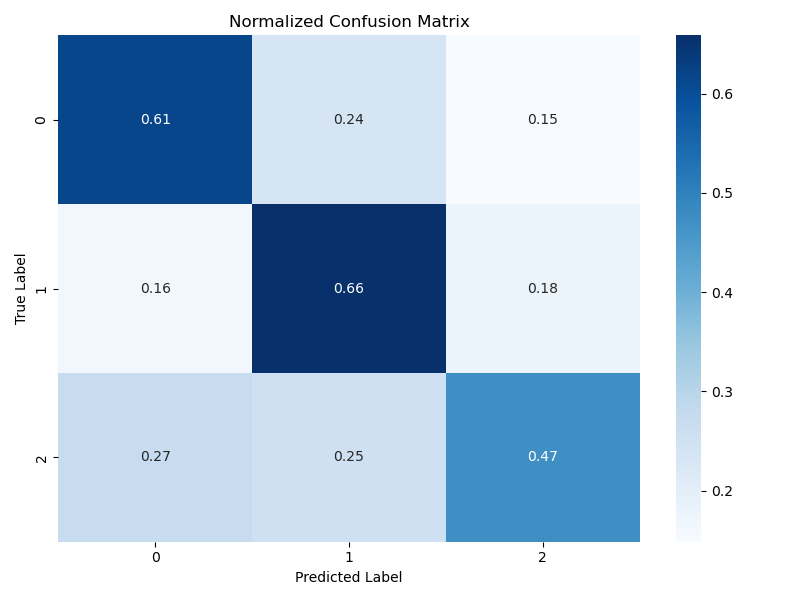 Normalized Confusion Matrix
True Label
0
0.61 0.24 0.15
1
0.16 0.66 0.18
2
0.27 0.25 0.47
0 1 2
Predicted Label
0.6
0.5
0.4
0.3
0.2